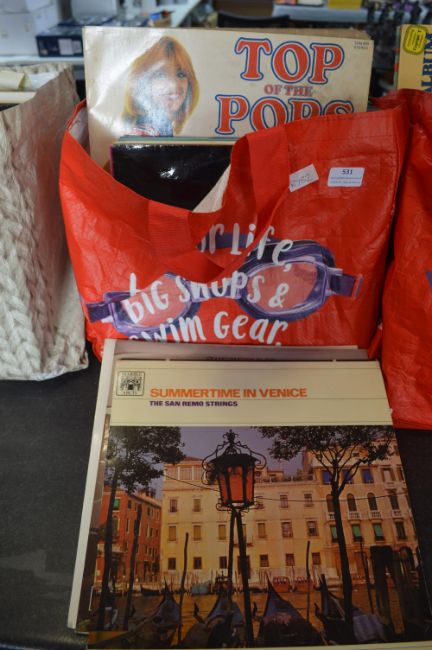 TOP
OF THE
POPS
531
for Life,
big Shops &
Swim Gear.
SUMMERTIME IN VENICE
THE SAN REMO STRINGS